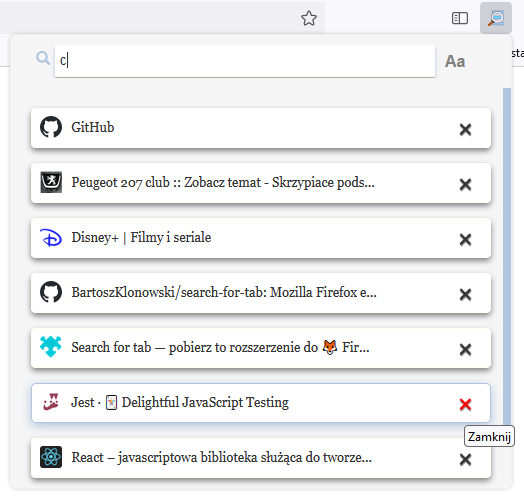 c
Aa
sta
GitHub
Peugeot 207 club :: Zobacz temat - Skrzypiace pods...
Disney+ | Filmy i seriale
BartoszKlonowski/search-for-tab: Mozilla Firefox e...
Search for tab — pobierz to rozszerzenie do 🦊 Fir...
Jest · 🃏 Delightful JavaScript Testing
Zamknij
React – javascriptowa biblioteka służąca do tworze...